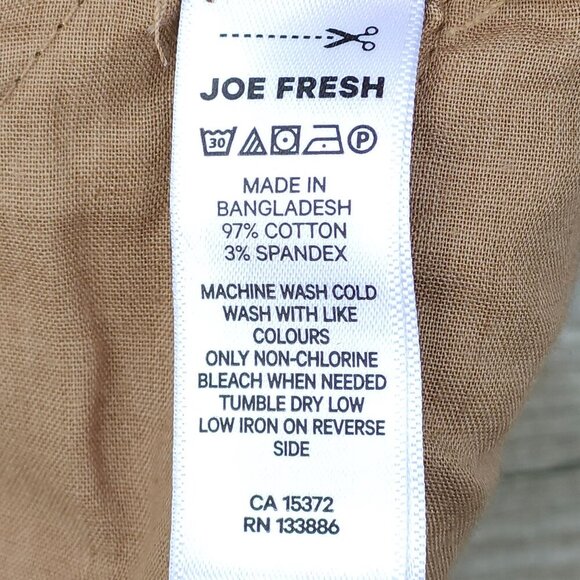 JOE FRESH
30 P
MADE IN
BANGLADESH
97% COTTON
3% SPANDEX
MACHINE WASH COLD
WASH WITH LIKE
COLOURS
ONLY NON-CHLORINE
BLEACH WHEN NEEDED
TUMBLE DRY LOW
LOW IRON ON REVERSE
SIDE
CA 15372
RN 133886